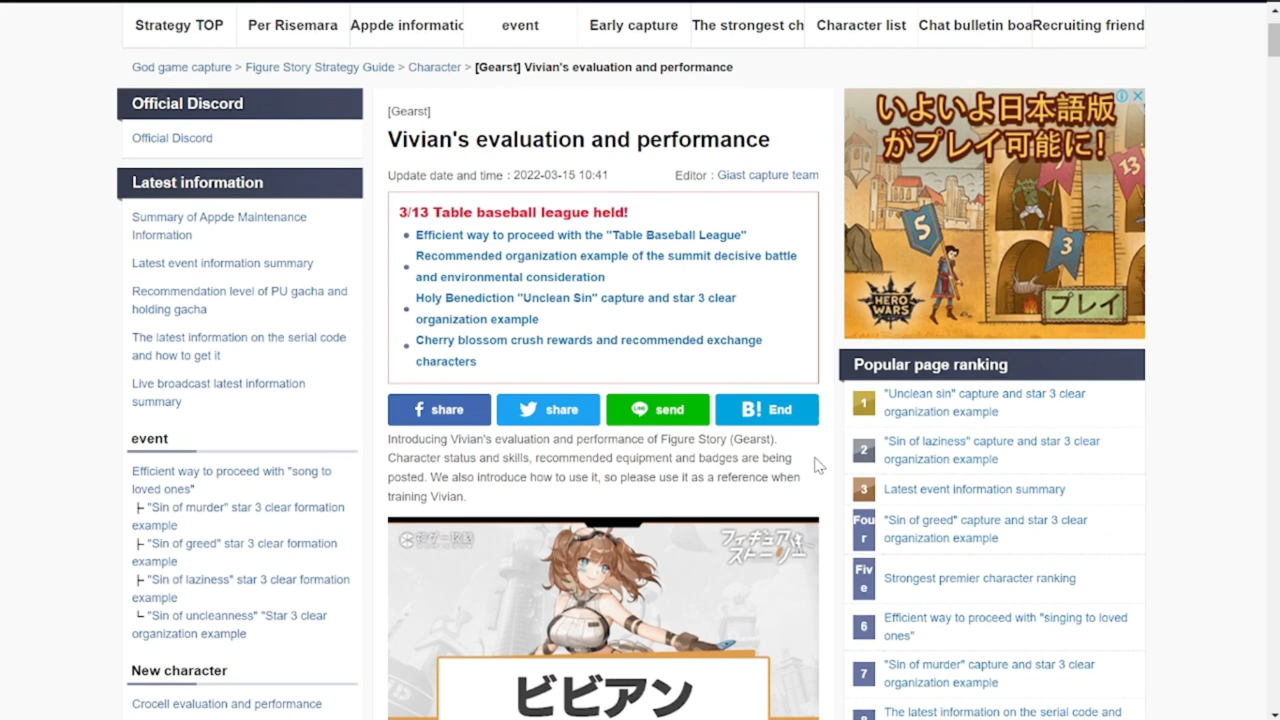 Strategy TOP
Per Risemara
Appde informatic
event
Early capture
The strongest ch
Character list
Chat bulletin boa
Recruiting friend
God game capture > Figure Story Strategy Guide > Character > [Gearst] Vivian's evaluation and performance
Official Discord
Official Discord
Latest information
Summary of Appde Maintenance
Information
Latest event information summary
Recommendation level of PU gacha and
holding gacha
The latest information on the serial code
and how to get it
Live broadcast latest information
summary
event
Efficient way to proceed with "song to
loved ones"
├ "Sin of murder" star 3 clear formation
example
├ "Sin of greed" star 3 clear formation
example
├ "Sin of laziness" star 3 clear formation
example
└ "Sin of uncleanness" "Star 3 clear
organization example
New character
Crocell evaluation and performance
[Gearst]
Vivian's evaluation and performance
Update date and time : 2022-03-15 10:41
Editor : Giast capture team
3/13 Table baseball league held!
Efficient way to proceed with the "Table Baseball League"
Recommended organization example of the summit decisive battle
and environmental consideration
Holy Benediction "Unclean Sin" capture and star 3 clear
organization example
Cherry blossom crush rewards and recommended exchange
characters
share
share
send
B! End
Introducing Vivian's evaluation and performance of Figure Story (Gearst).
Character status and skills, recommended equipment and badges are being
posted. We also introduce how to use it, so please use it as a reference when
training Vivian.
フィギュア
ストーリー
ビビアン
いよいよ日本語版
がプレイ可能に!
13
5
3
HERO
WARS
プレイ
Popular page ranking
1
"Unclean sin" capture and star 3 clear
organization example
2
"Sin of laziness" capture and star 3 clear
organization example
3
Latest event information summary
Fou
r
"Sin of greed" capture and star 3 clear
organization example
Fiv
e
Strongest premier character ranking
6
Efficient way to proceed with "singing to loved
ones"
7
"Sin of murder" capture and star 3 clear
organization example
8
The latest information on the serial code and